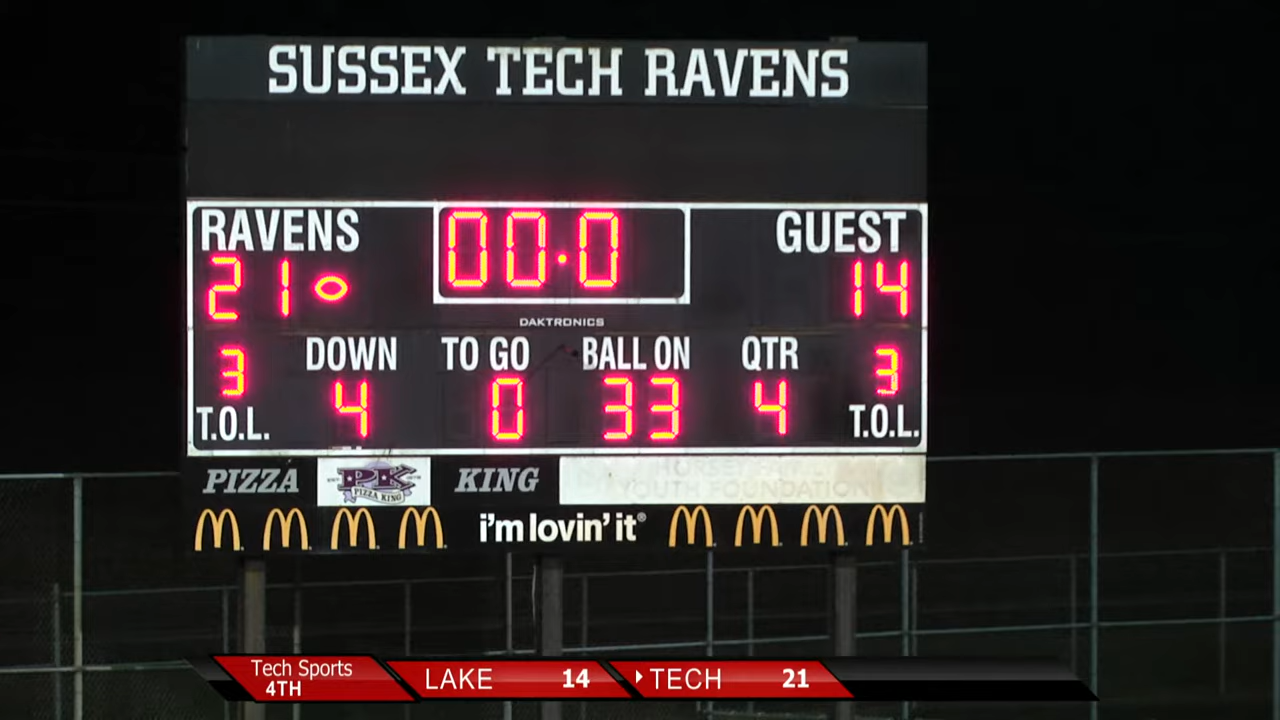 SUSSEX TECH RAVENS
RAVENS 00.0 GUEST
21 14
DAKTRONICS
DOWN TO GO BALL ON QTR
3 4 0 33 4 3
T.O.L. T.O.L.
PIZZA PK PIZZA KING KING
YOUTH FOUNDATION
i'm lovin' it®
Tech Sports
4TH
LAKE 14 TECH 21